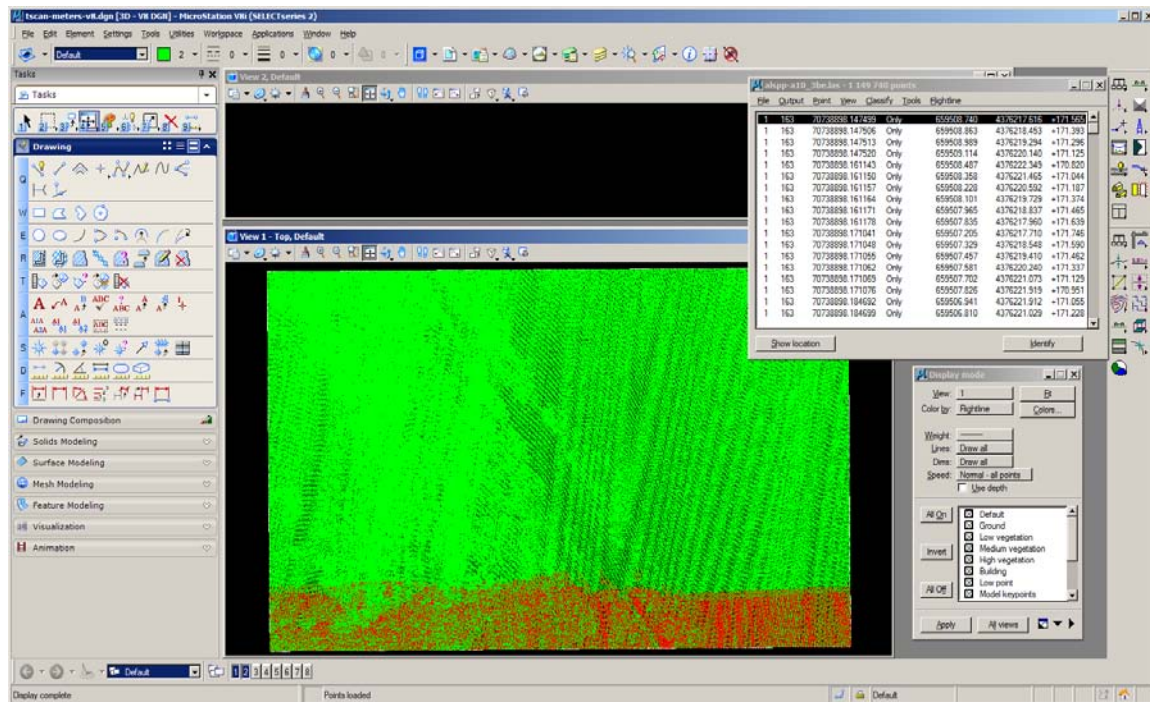 tscan-meters-v8.dgn [3D - V8 DGN] - MicroStation V8i (SELECTseries 2)
File Edit Element Settings Tools Utilities Workspace Applications Window Help
Default 2 0 0 0 0
Tasks
Tasks
Drawing
Q
W
E
R
T
A
S
D
F
Drawing Composition
Solids Modeling
Surface Modeling
Mesh Modeling
Feature Modeling
Visualization
Animation
View 2, Default
View 1 - Top, Default
1 149 740 points
File Output Point View Classify Tools Flightline
1 163 70738898.147499 Only 659508.740 4376217.616 +171.565
1 163 70738898.147506 Only 659508.863 4376218.453 +171.393
1 163 70738898.147513 Only 659508.989 4376219.294 +171.296
1 163 70738898.147520 Only 659509.114 4376220.140 +171.125
1 163 70738898.161143 Only 659508.487 4376222.349 +170.820
1 163 70738898.161150 Only 659508.358 4376221.465 +171.044
1 163 70738898.161157 Only 659508.228 4376220.592 +171.187
1 163 70738898.161164 Only 659508.101 4376219.729 +171.374
1 163 70738898.161171 Only 659507.965 4376218.837 +171.465
1 163 70738898.161178 Only 659507.835 4376217.960 +171.639
1 163 70738898.171041 Only 659507.205 4376217.710 +171.746
1 163 70738898.171048 Only 659507.329 4376218.548 +171.590
1 163 70738898.171055 Only 659507.457 4376219.410 +171.462
1 163 70738898.171062 Only 659507.581 4376220.240 +171.337
1 163 70738898.171069 Only 659507.702 4376221.073 +171.129
1 163 70738898.171076 Only 659507.826 4376221.919 +170.951
1 163 70738898.184692 Only 659506.941 4376221.912 +171.055
1 163 70738898.184699 Only 659506.810 4376221.029 +171.228
Show location Identify
Display mode
View: 1 Fit
Color by: Flightline Colors...
Weight:
Lines: Draw all
Dims: Draw all
Speed: Normal - all points
Use depth
All On
Invert
All Off
Default
Ground
Low vegetation
Medium vegetation
High vegetation
Building
Low point
Model keypoints
Apply All views
Default 1 2 3 4 5 6 7 8
Display complete Points loaded Default